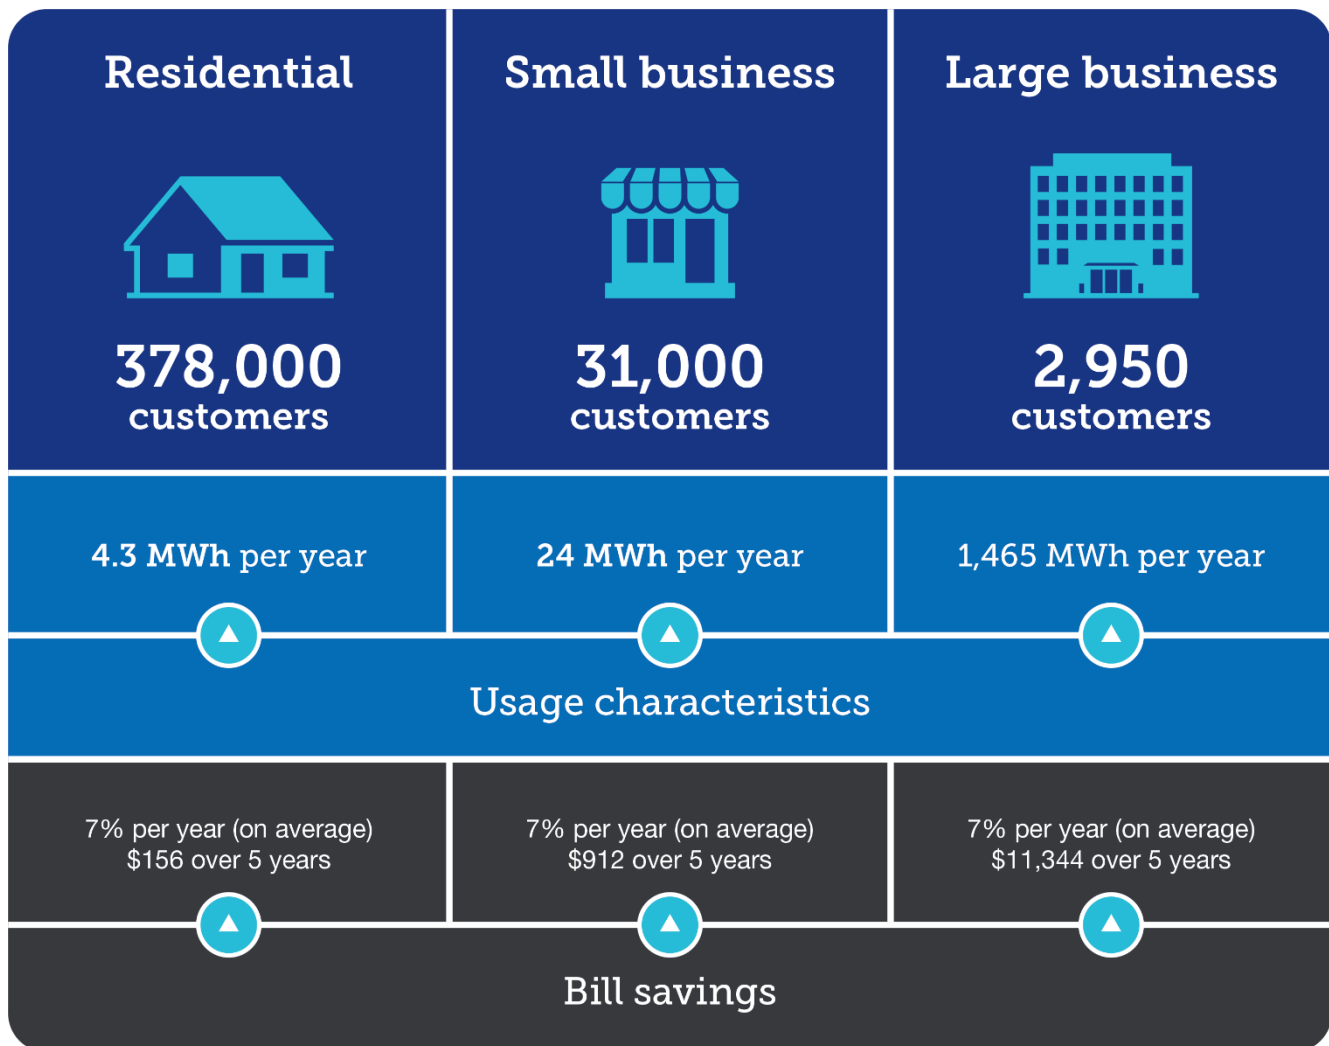 Residential
378,000
customers
4.3 MWh per year
Small business
31,000
customers
24 MWh per year
Large business
2,950
customers
1,465 MWh per year
Usage characteristics
7% per year (on average)
$156 over 5 years
7% per year (on average)
$912 over 5 years
7% per year (on average)
$11,344 over 5 years
Bill savings